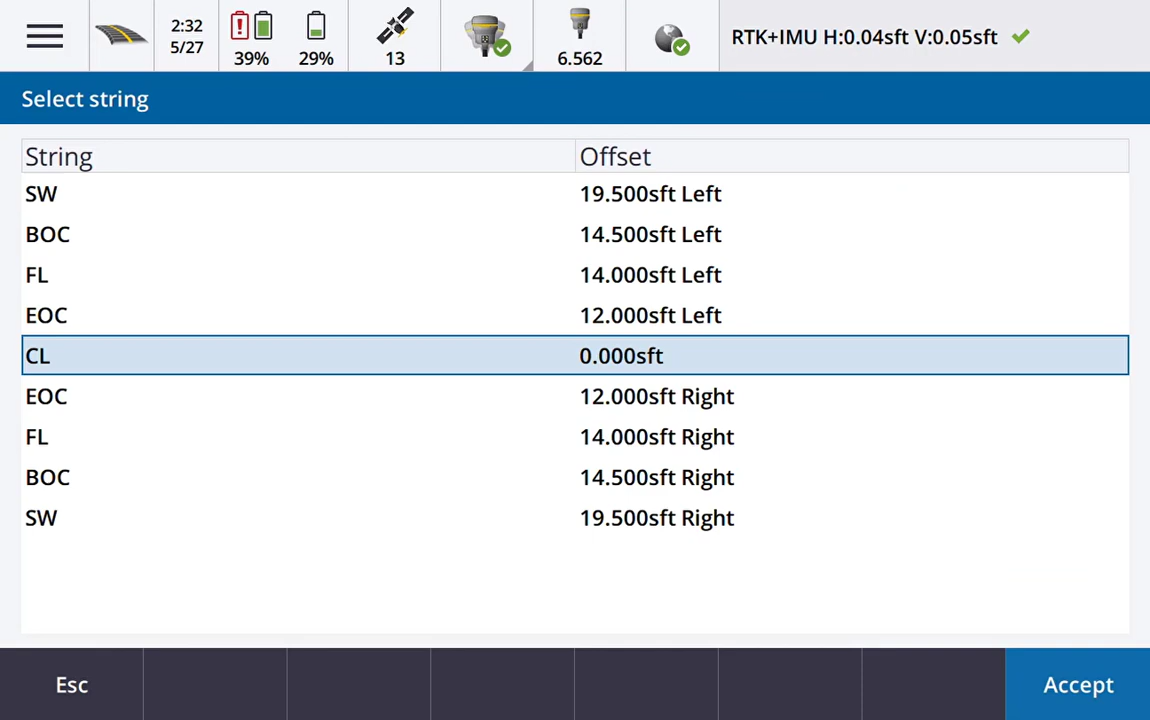 2:32
5/27
39%
29%
13
6.562
RTK+IMU H:0.04sft V:0.05sft
Select string
String Offset
SW 19.500sft Left
BOC 14.500sft Left
FL 14.000sft Left
EOC 12.000sft Left
CL 0.000sft
EOC 12.000sft Right
FL 14.000sft Right
BOC 14.500sft Right
SW 19.500sft Right
Esc Accept